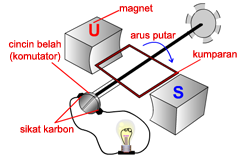 magnet
U
arus putar
cincin belah
(komutator)
kumparan
S
sikat karbon